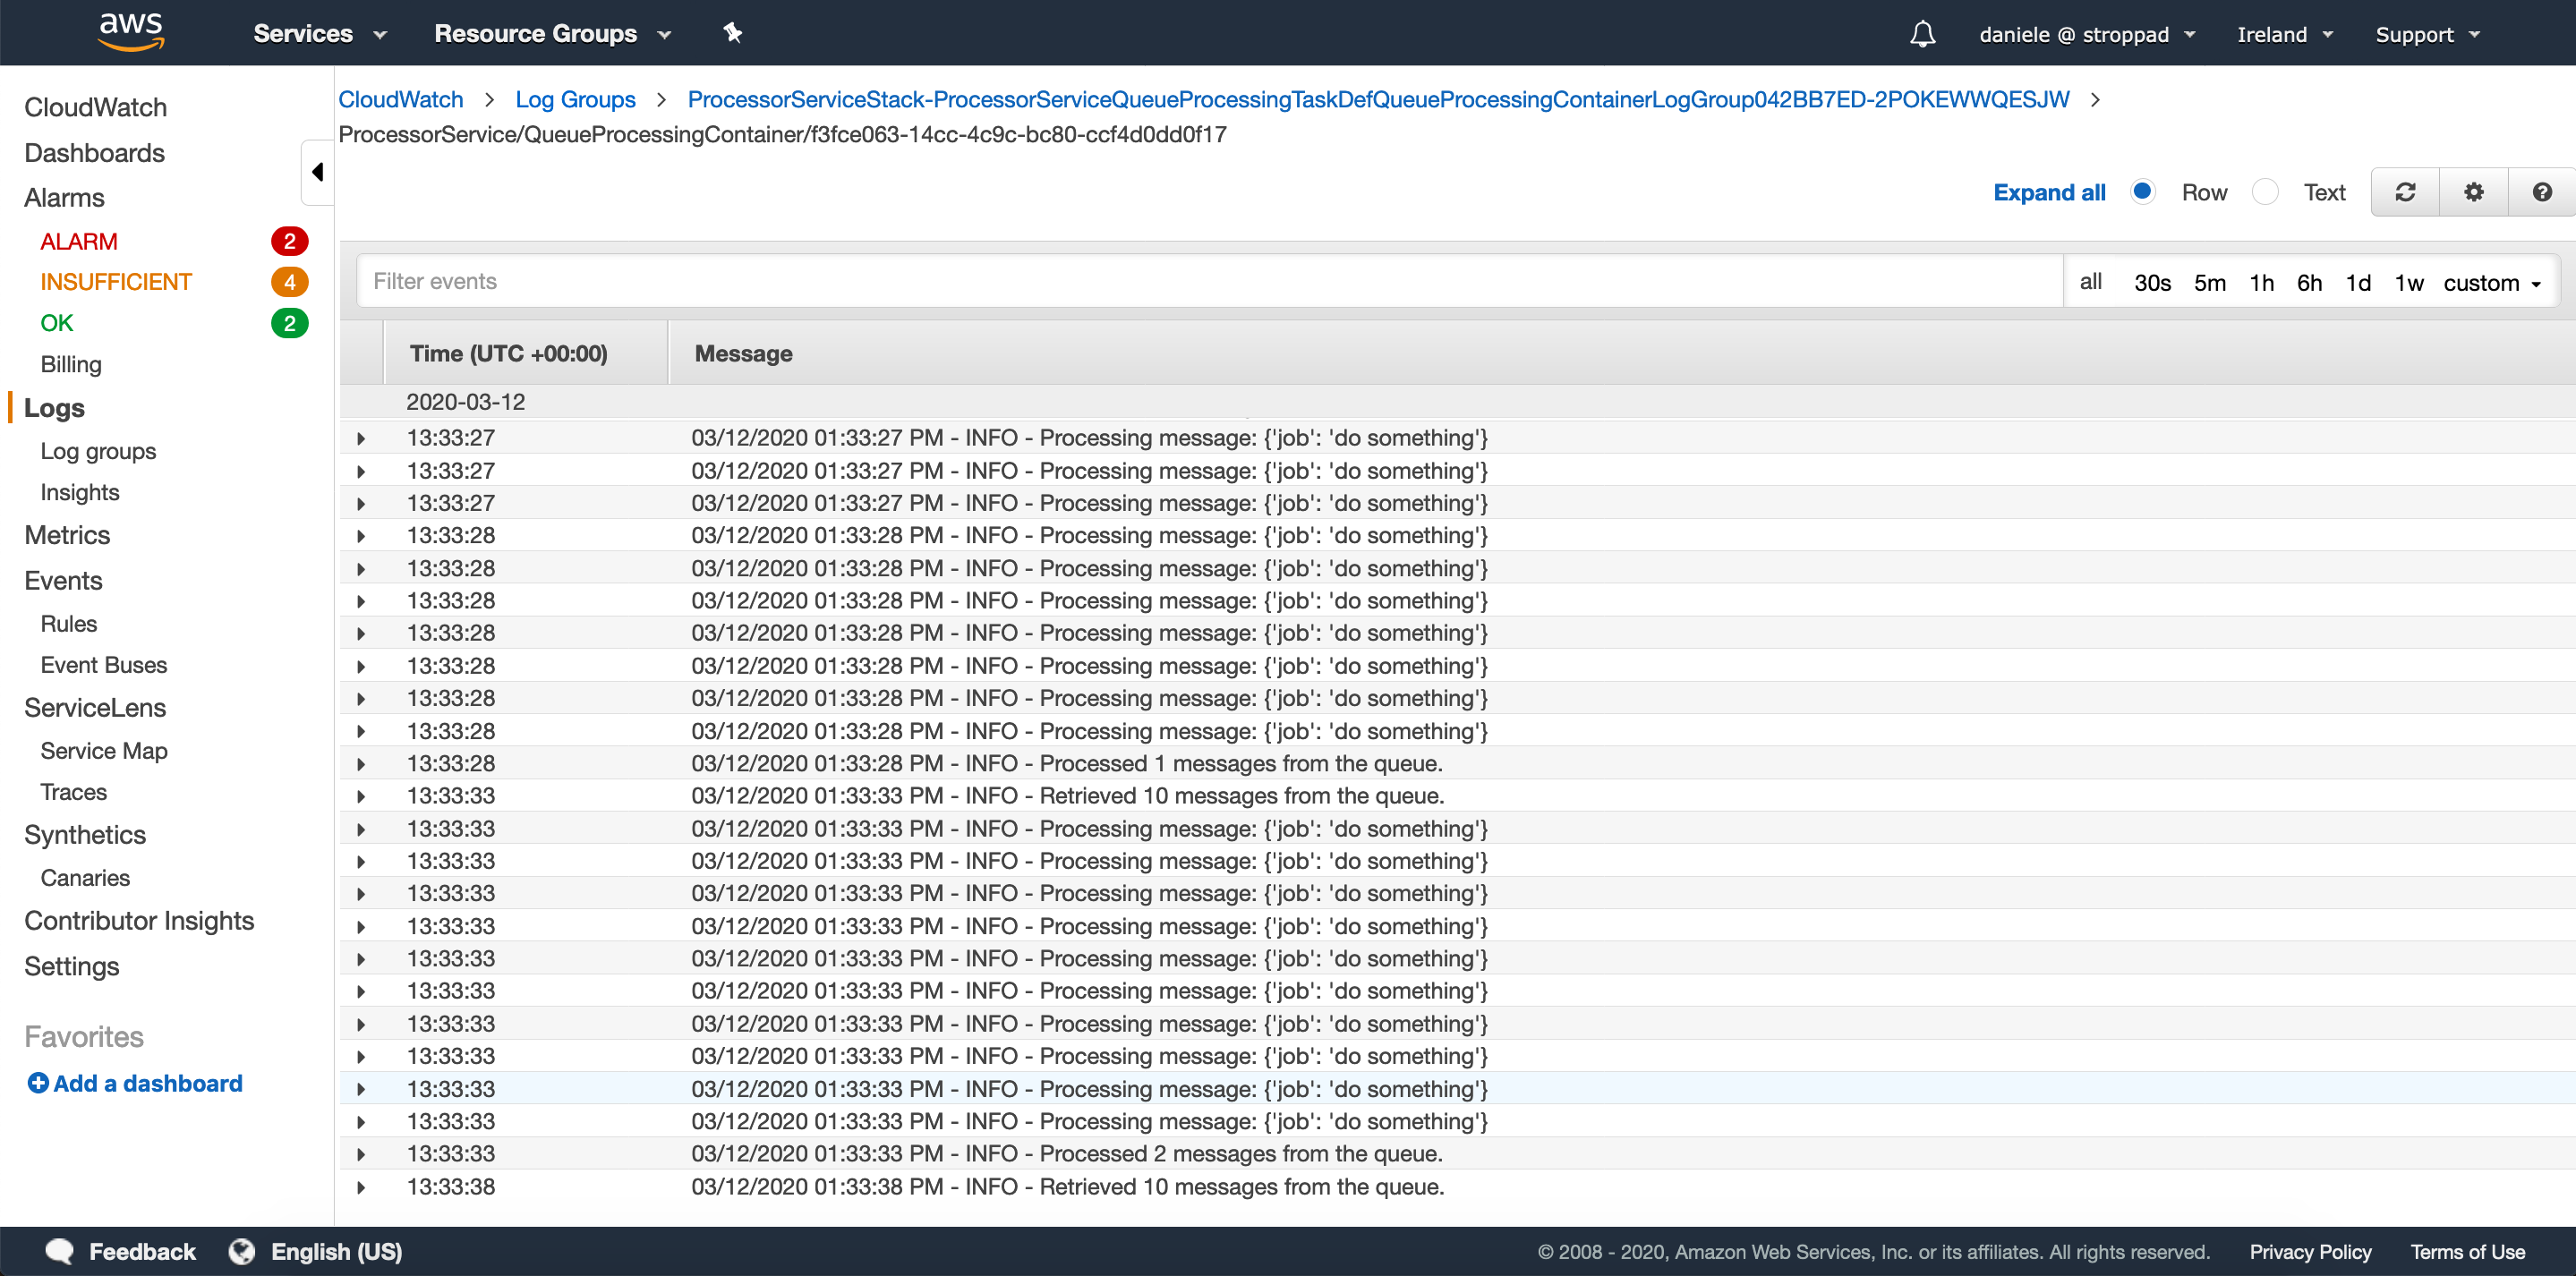 aws Services Resource Groups daniele @ stroppad Ireland Support
CloudWatch
Dashboards
Alarms
ALARM 2
INSUFFICIENT 4
OK 2
Billing
Logs
Log groups
Insights
Metrics
Events
Rules
Event Buses
ServiceLens
Service Map
Traces
Synthetics
Canaries
Contributor Insights
Settings
Favorites
Add a dashboard
CloudWatch > Log Groups > ProcessorServiceStack-ProcessorServiceQueueProcessingTaskDefQueueProcessingContainerLogGroup042BB7ED-2POKEWWQESJW >
ProcessorService/QueueProcessingContainer/f3fce063-14cc-4c9c-bc80-ccf4d0dd0f17
Expand all Row Text
Filter events all 30s 5m 1h 6h 1d 1w custom
Time (UTC +00:00) Message
2020-03-12
13:33:27 03/12/2020 01:33:27 PM - INFO - Processing message: {'job': 'do something'}
13:33:27 03/12/2020 01:33:27 PM - INFO - Processing message: {'job': 'do something'}
13:33:27 03/12/2020 01:33:27 PM - INFO - Processing message: {'job': 'do something'}
13:33:28 03/12/2020 01:33:28 PM - INFO - Processing message: {'job': 'do something'}
13:33:28 03/12/2020 01:33:28 PM - INFO - Processing message: {'job': 'do something'}
13:33:28 03/12/2020 01:33:28 PM - INFO - Processing message: {'job': 'do something'}
13:33:28 03/12/2020 01:33:28 PM - INFO - Processing message: {'job': 'do something'}
13:33:28 03/12/2020 01:33:28 PM - INFO - Processing message: {'job': 'do something'}
13:33:28 03/12/2020 01:33:28 PM - INFO - Processing message: {'job': 'do something'}
13:33:28 03/12/2020 01:33:28 PM - INFO - Processing message: {'job': 'do something'}
13:33:28 03/12/2020 01:33:28 PM - INFO - Processed 1 messages from the queue.
13:33:33 03/12/2020 01:33:33 PM - INFO - Retrieved 10 messages from the queue.
13:33:33 03/12/2020 01:33:33 PM - INFO - Processing message: {'job': 'do something'}
13:33:33 03/12/2020 01:33:33 PM - INFO - Processing message: {'job': 'do something'}
13:33:33 03/12/2020 01:33:33 PM - INFO - Processing message: {'job': 'do something'}
13:33:33 03/12/2020 01:33:33 PM - INFO - Processing message: {'job': 'do something'}
13:33:33 03/12/2020 01:33:33 PM - INFO - Processing message: {'job': 'do something'}
13:33:33 03/12/2020 01:33:33 PM - INFO - Processing message: {'job': 'do something'}
13:33:33 03/12/2020 01:33:33 PM - INFO - Processing message: {'job': 'do something'}
13:33:33 03/12/2020 01:33:33 PM - INFO - Processing message: {'job': 'do something'}
13:33:33 03/12/2020 01:33:33 PM - INFO - Processing message: {'job': 'do something'}
13:33:33 03/12/2020 01:33:33 PM - INFO - Processing message: {'job': 'do something'}
13:33:33 03/12/2020 01:33:33 PM - INFO - Processed 2 messages from the queue.
13:33:38 03/12/2020 01:33:38 PM - INFO - Retrieved 10 messages from the queue.
Feedback English (US) © 2008 - 2020, Amazon Web Services, Inc. or its affiliates. All rights reserved. Privacy Policy Terms of Use